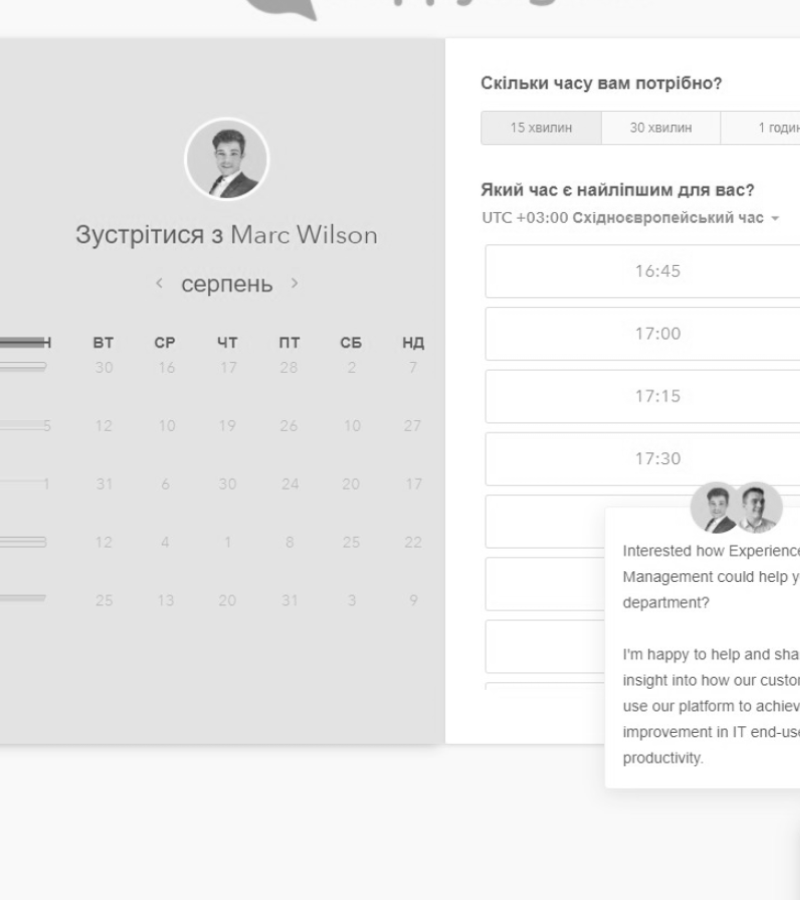 Зустрітися з Marc Wilson
серпень
Н ВТ СР ЧТ ПТ СБ НД
30 16 17 28 2 7
5 12 10 19 26 10 27
1 31 6 30 24 20 17
12 4 1 8 25 22
25 13 20 31 3 9
Скільки часу вам потрібно?
15 хвилин 30 хвилин 1 годин
Який час є найліпшим для вас?
UTC +03:00 Східноєвропейський час
16:45
17:00
17:15
17:30
Interested how Experience
Management could help y
department?
I'm happy to help and sha
insight into how our custo
use our platform to achiev
improvement in IT end-use
productivity.